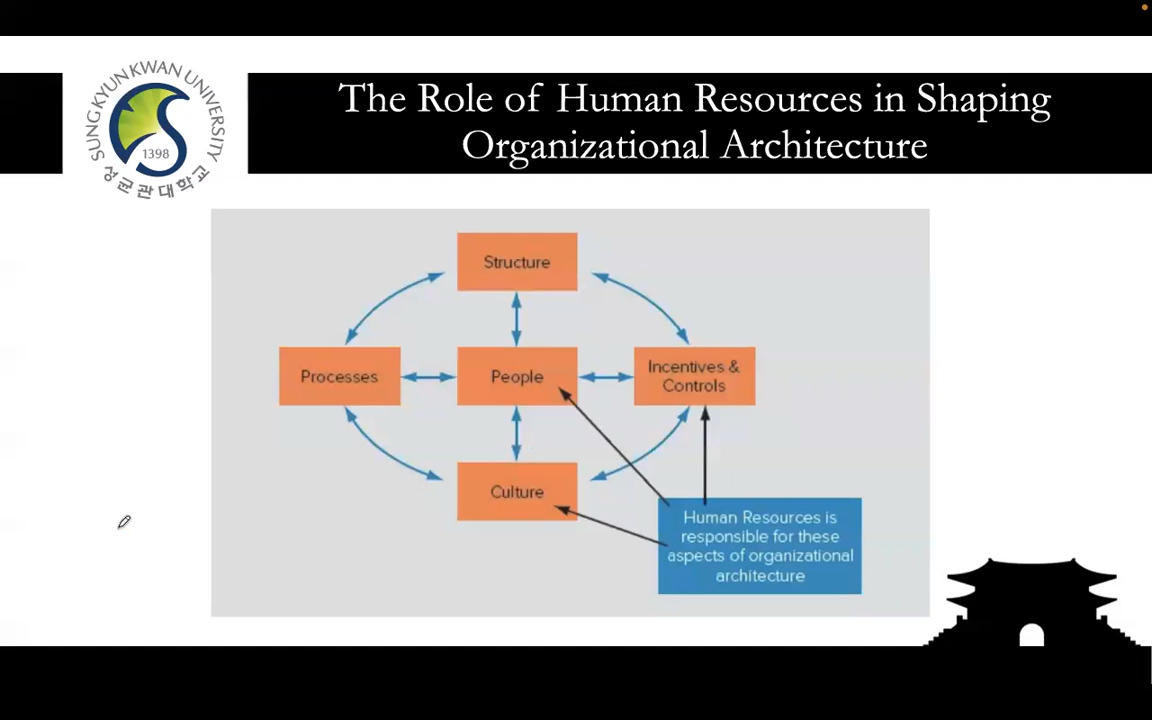 SUNGKYUNKWAN UNIVERSITY
1398
성균관대학교
The Role of Human Resources in Shaping
Organizational Architecture
Structure
Processes
People
Incentives &
Controls
Culture
Human Resources is
responsible for these
aspects of organizational
architecture